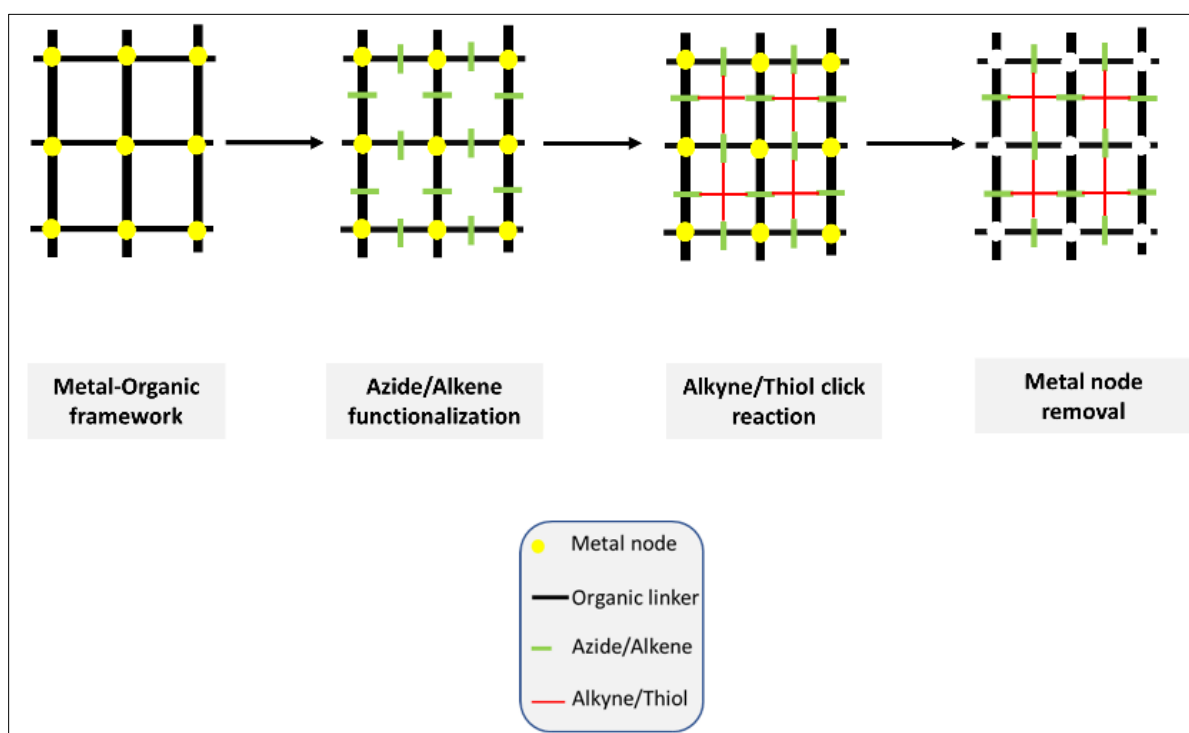 Metal-Organic
framework
Azide/Alkene
functionalization
Alkyne/Thiol click
reaction
Metal node
removal
Metal node
Organic linker
Azide/Alkene
Alkyne/Thiol